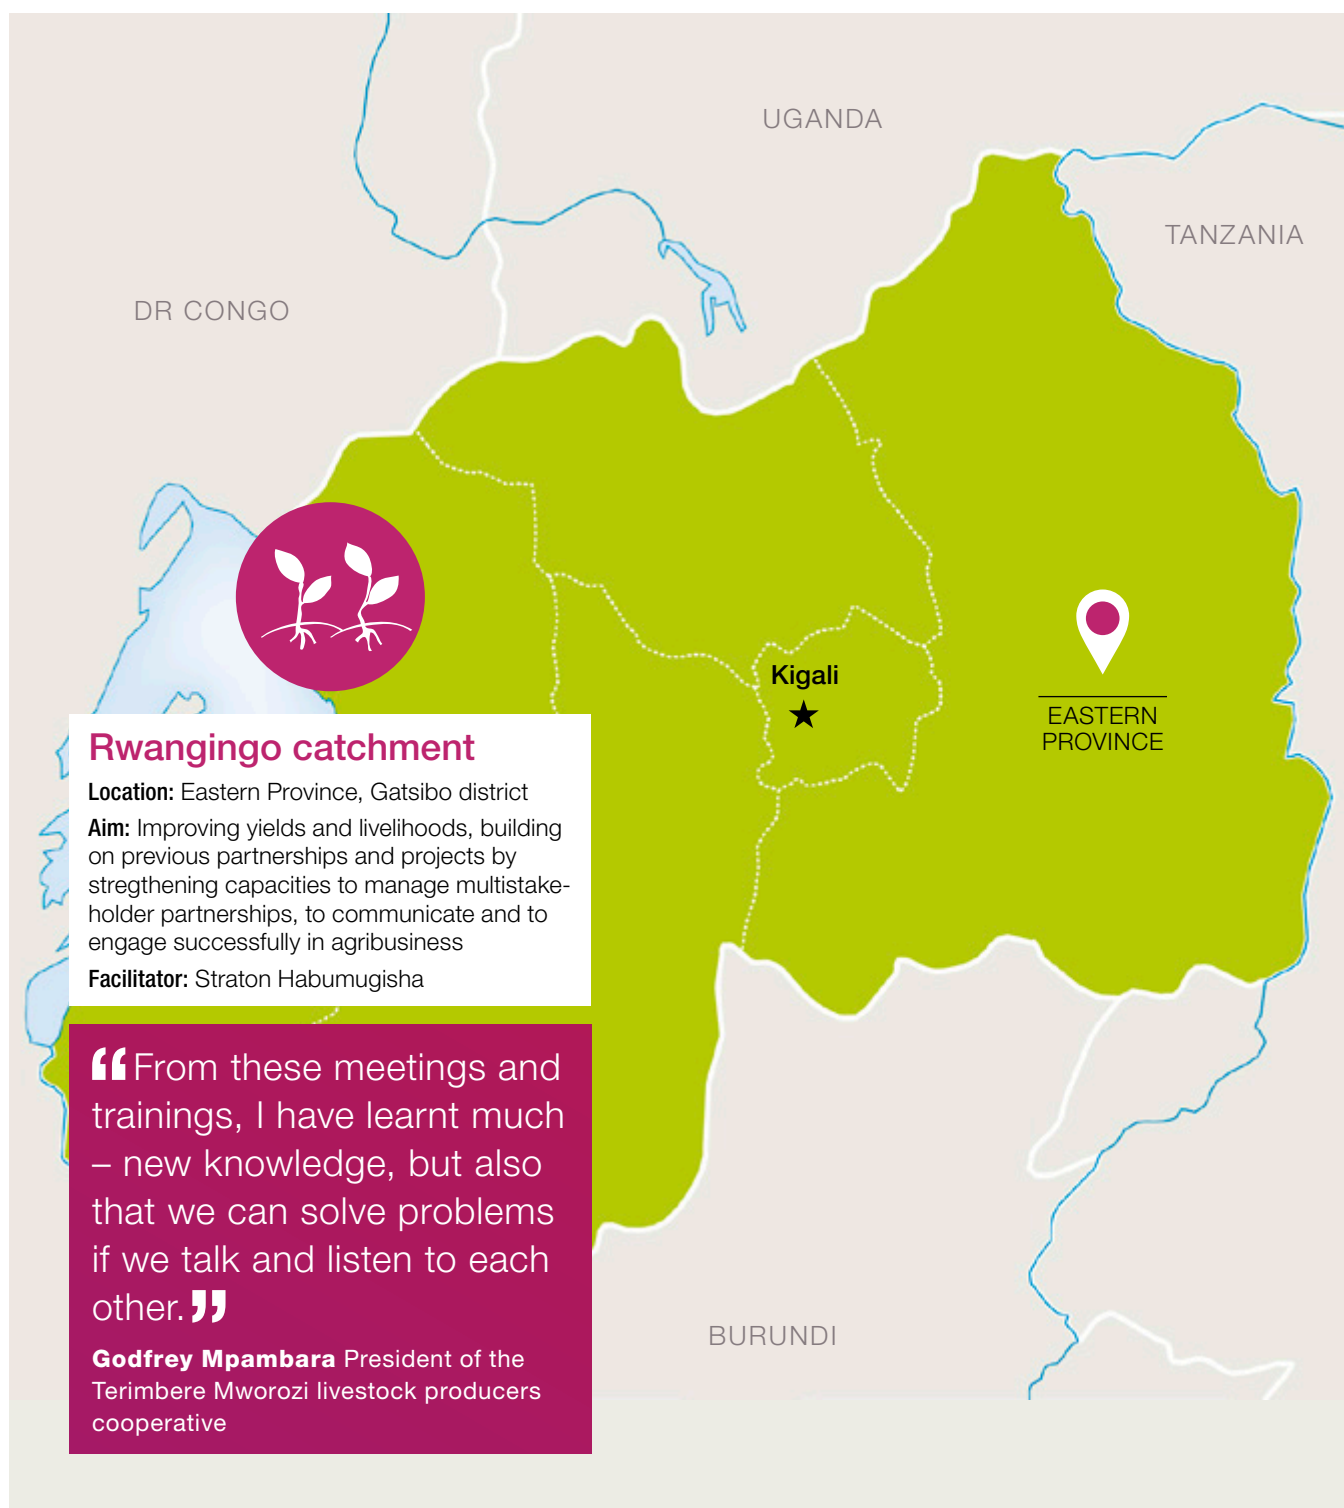 UGANDA
TANZANIA
DR CONGO
Kigali
EASTERN
PROVINCE
Rwangingo catchment
Location: Eastern Province, Gatsibo district
Aim: Improving yields and livelihoods, building
on previous partnerships and projects by
stregthening capacities to manage multistake-
holder partnerships, to communicate and to
engage successfully in agribusiness
Facilitator: Straton Habumugisha
“From these meetings and
trainings, I have learnt much
– new knowledge, but also
that we can solve problems
if we talk and listen to each
other.”
Godfrey Mpambara President of the
Terimbere Mworozi livestock producers
cooperative
BURUNDI